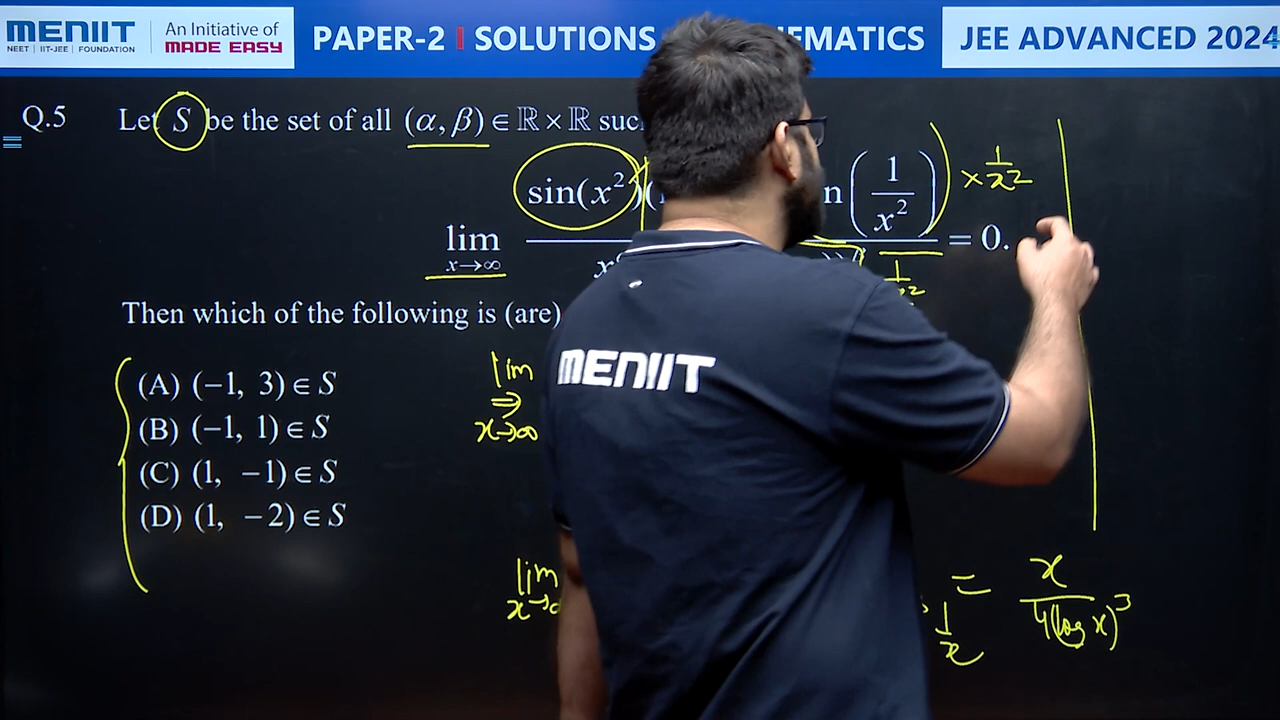 MENIIT
NEET | IIT-JEE | FOUNDATION
An Initiative of
MADE EASY
PAPER-2 | SOLUTIONS
JEE ADVANCED 2024
Q.5 Let S be the set of all (α, β) ∈ ℝ × ℝ
sin(x²) ( (1/x²) ) × 1/x²
lim x→∞ = 0.
1
Then which of the following is (are)
(A) (−1, 3) ∈ S
(B) (−1, 1) ∈ S
(C) (1, −1) ∈ S
(D) (1, −2) ∈ S
lim
⇒
x→∞
MENIIT
lim
x→
1/x = x/4(log x)³